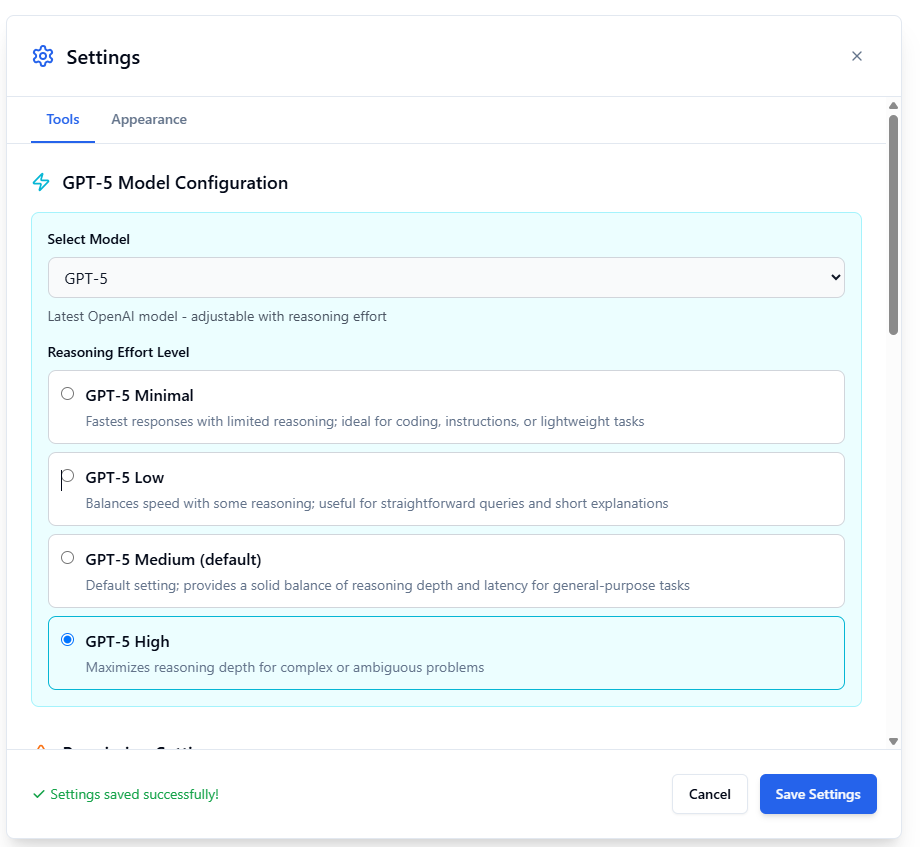 Settings
Tools Appearance
GPT-5 Model Configuration
Select Model
GPT-5
Latest OpenAI model - adjustable with reasoning effort
Reasoning Effort Level
GPT-5 Minimal
Fastest responses with limited reasoning; ideal for coding, instructions, or lightweight tasks
GPT-5 Low
Balances speed with some reasoning; useful for straightforward queries and short explanations
GPT-5 Medium (default)
Default setting; provides a solid balance of reasoning depth and latency for general-purpose tasks
GPT-5 High
Maximizes reasoning depth for complex or ambiguous problems
Settings saved successfully!
Cancel Save Settings